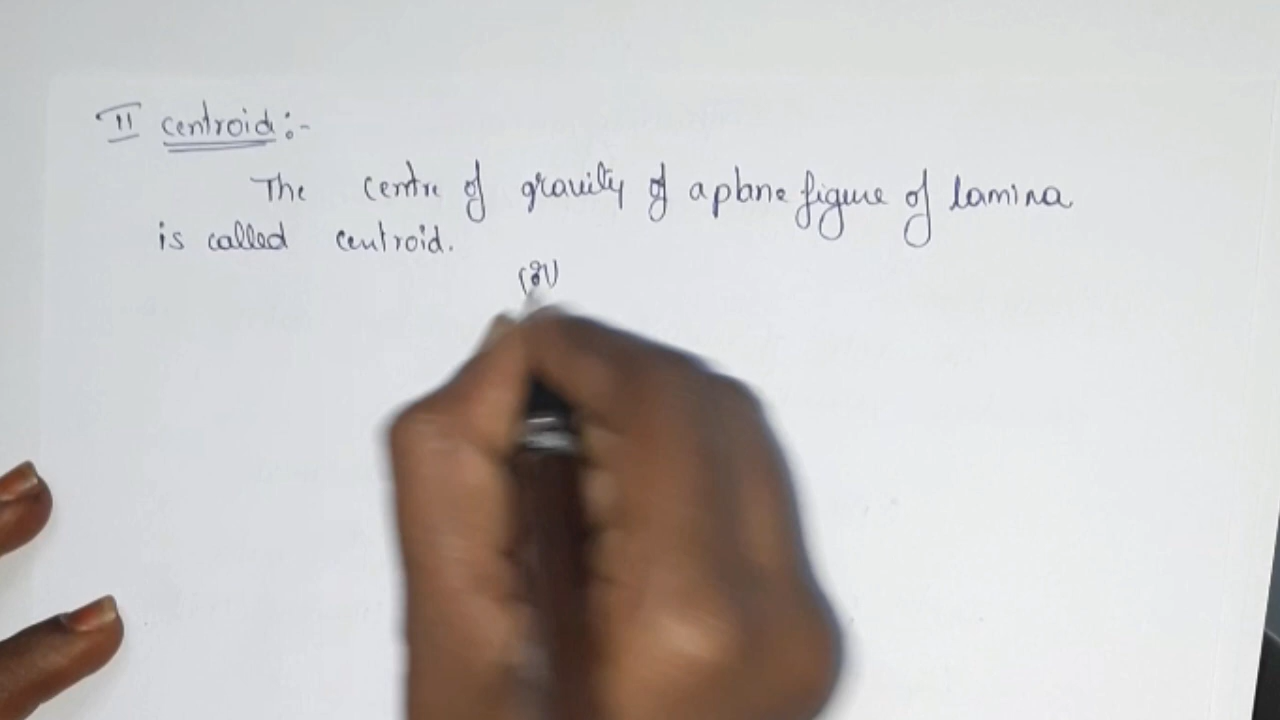 II centroid:-
The centre of gravity of a plane figure of lamina
is called centroid.
(or)